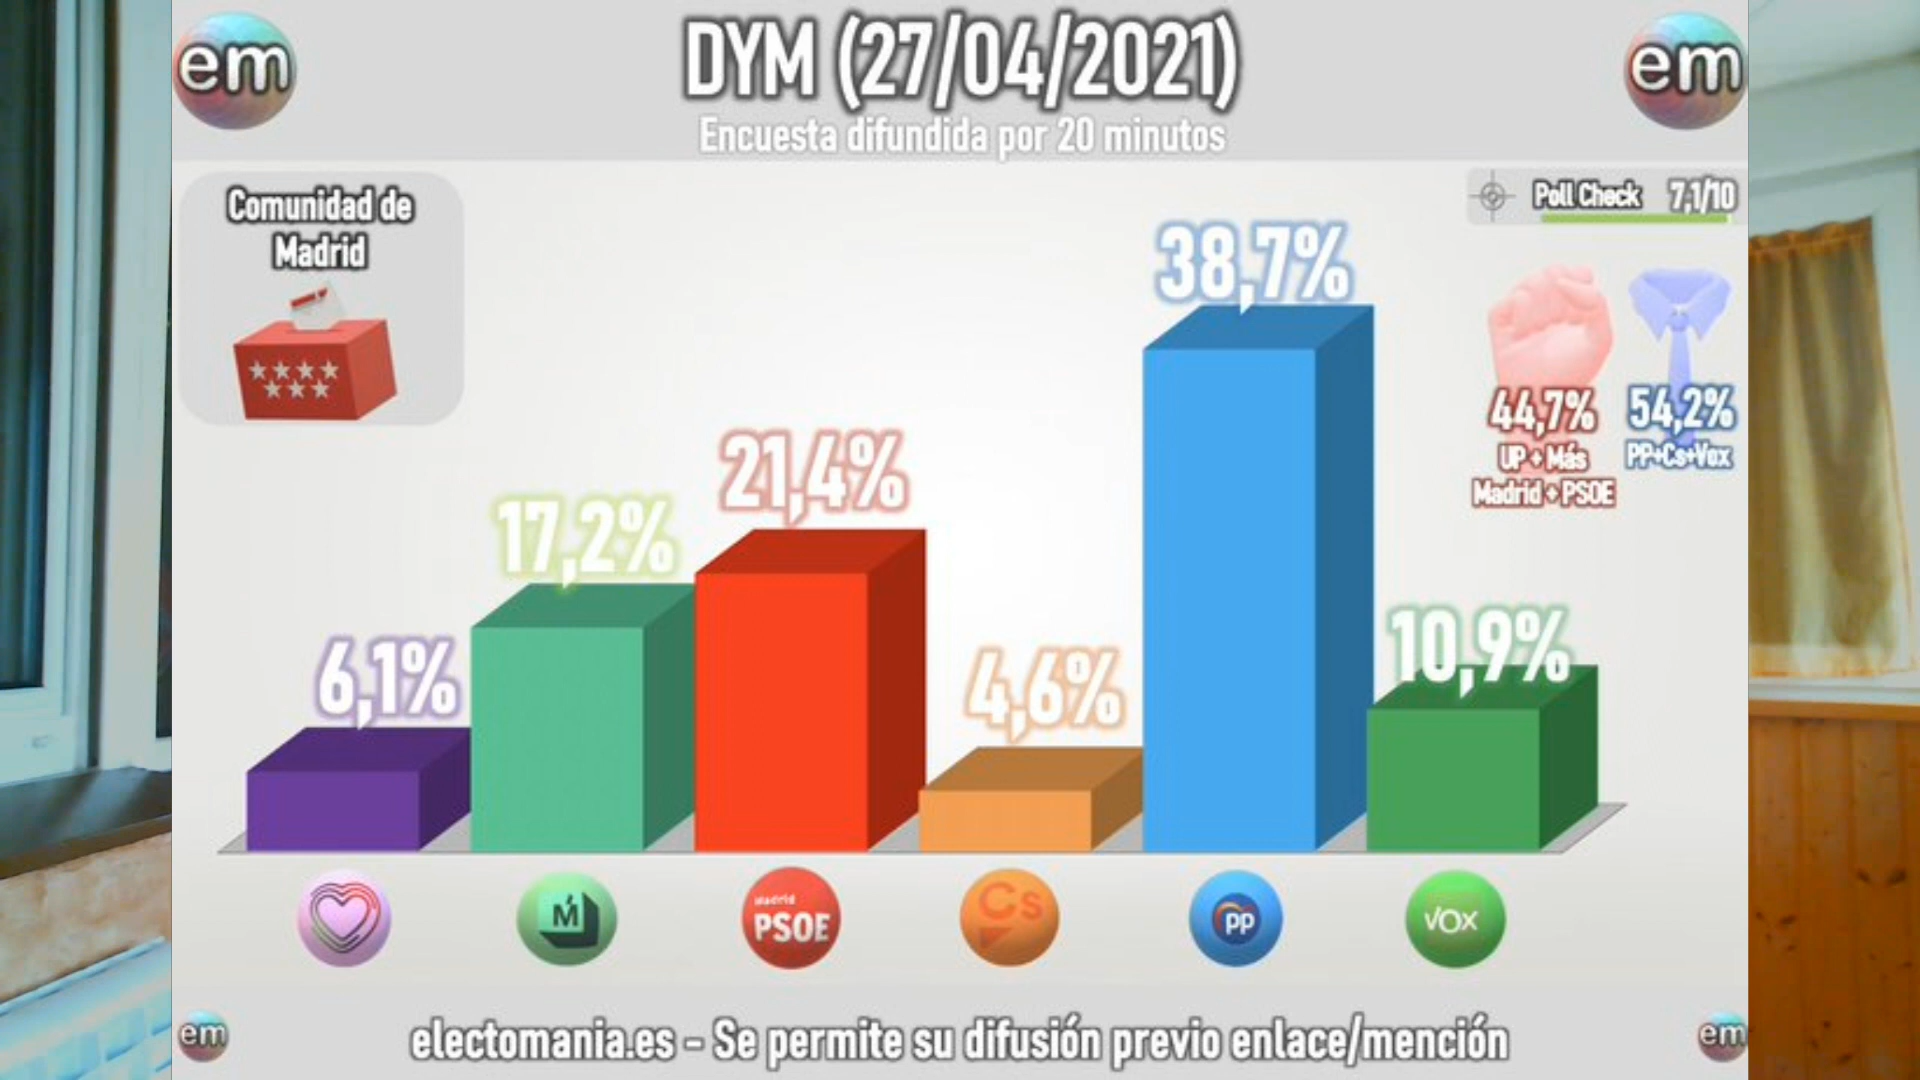 em
DYM (27/04/2021)
em
Encuesta difundida por 20 minutos
Comunidad de
Madrid
Poll Check 7,1/10
44,7%
UP + Más
Madrid + PSOE
54,2%
PP+Cs+Vox
6,1%
17,2%
21,4%
4,6%
38,7%
10,9%
M
Madrid
PSOE
Cs
PP
VOX
em
electomania.es - Se permite su difusión previo enlace/mención
em